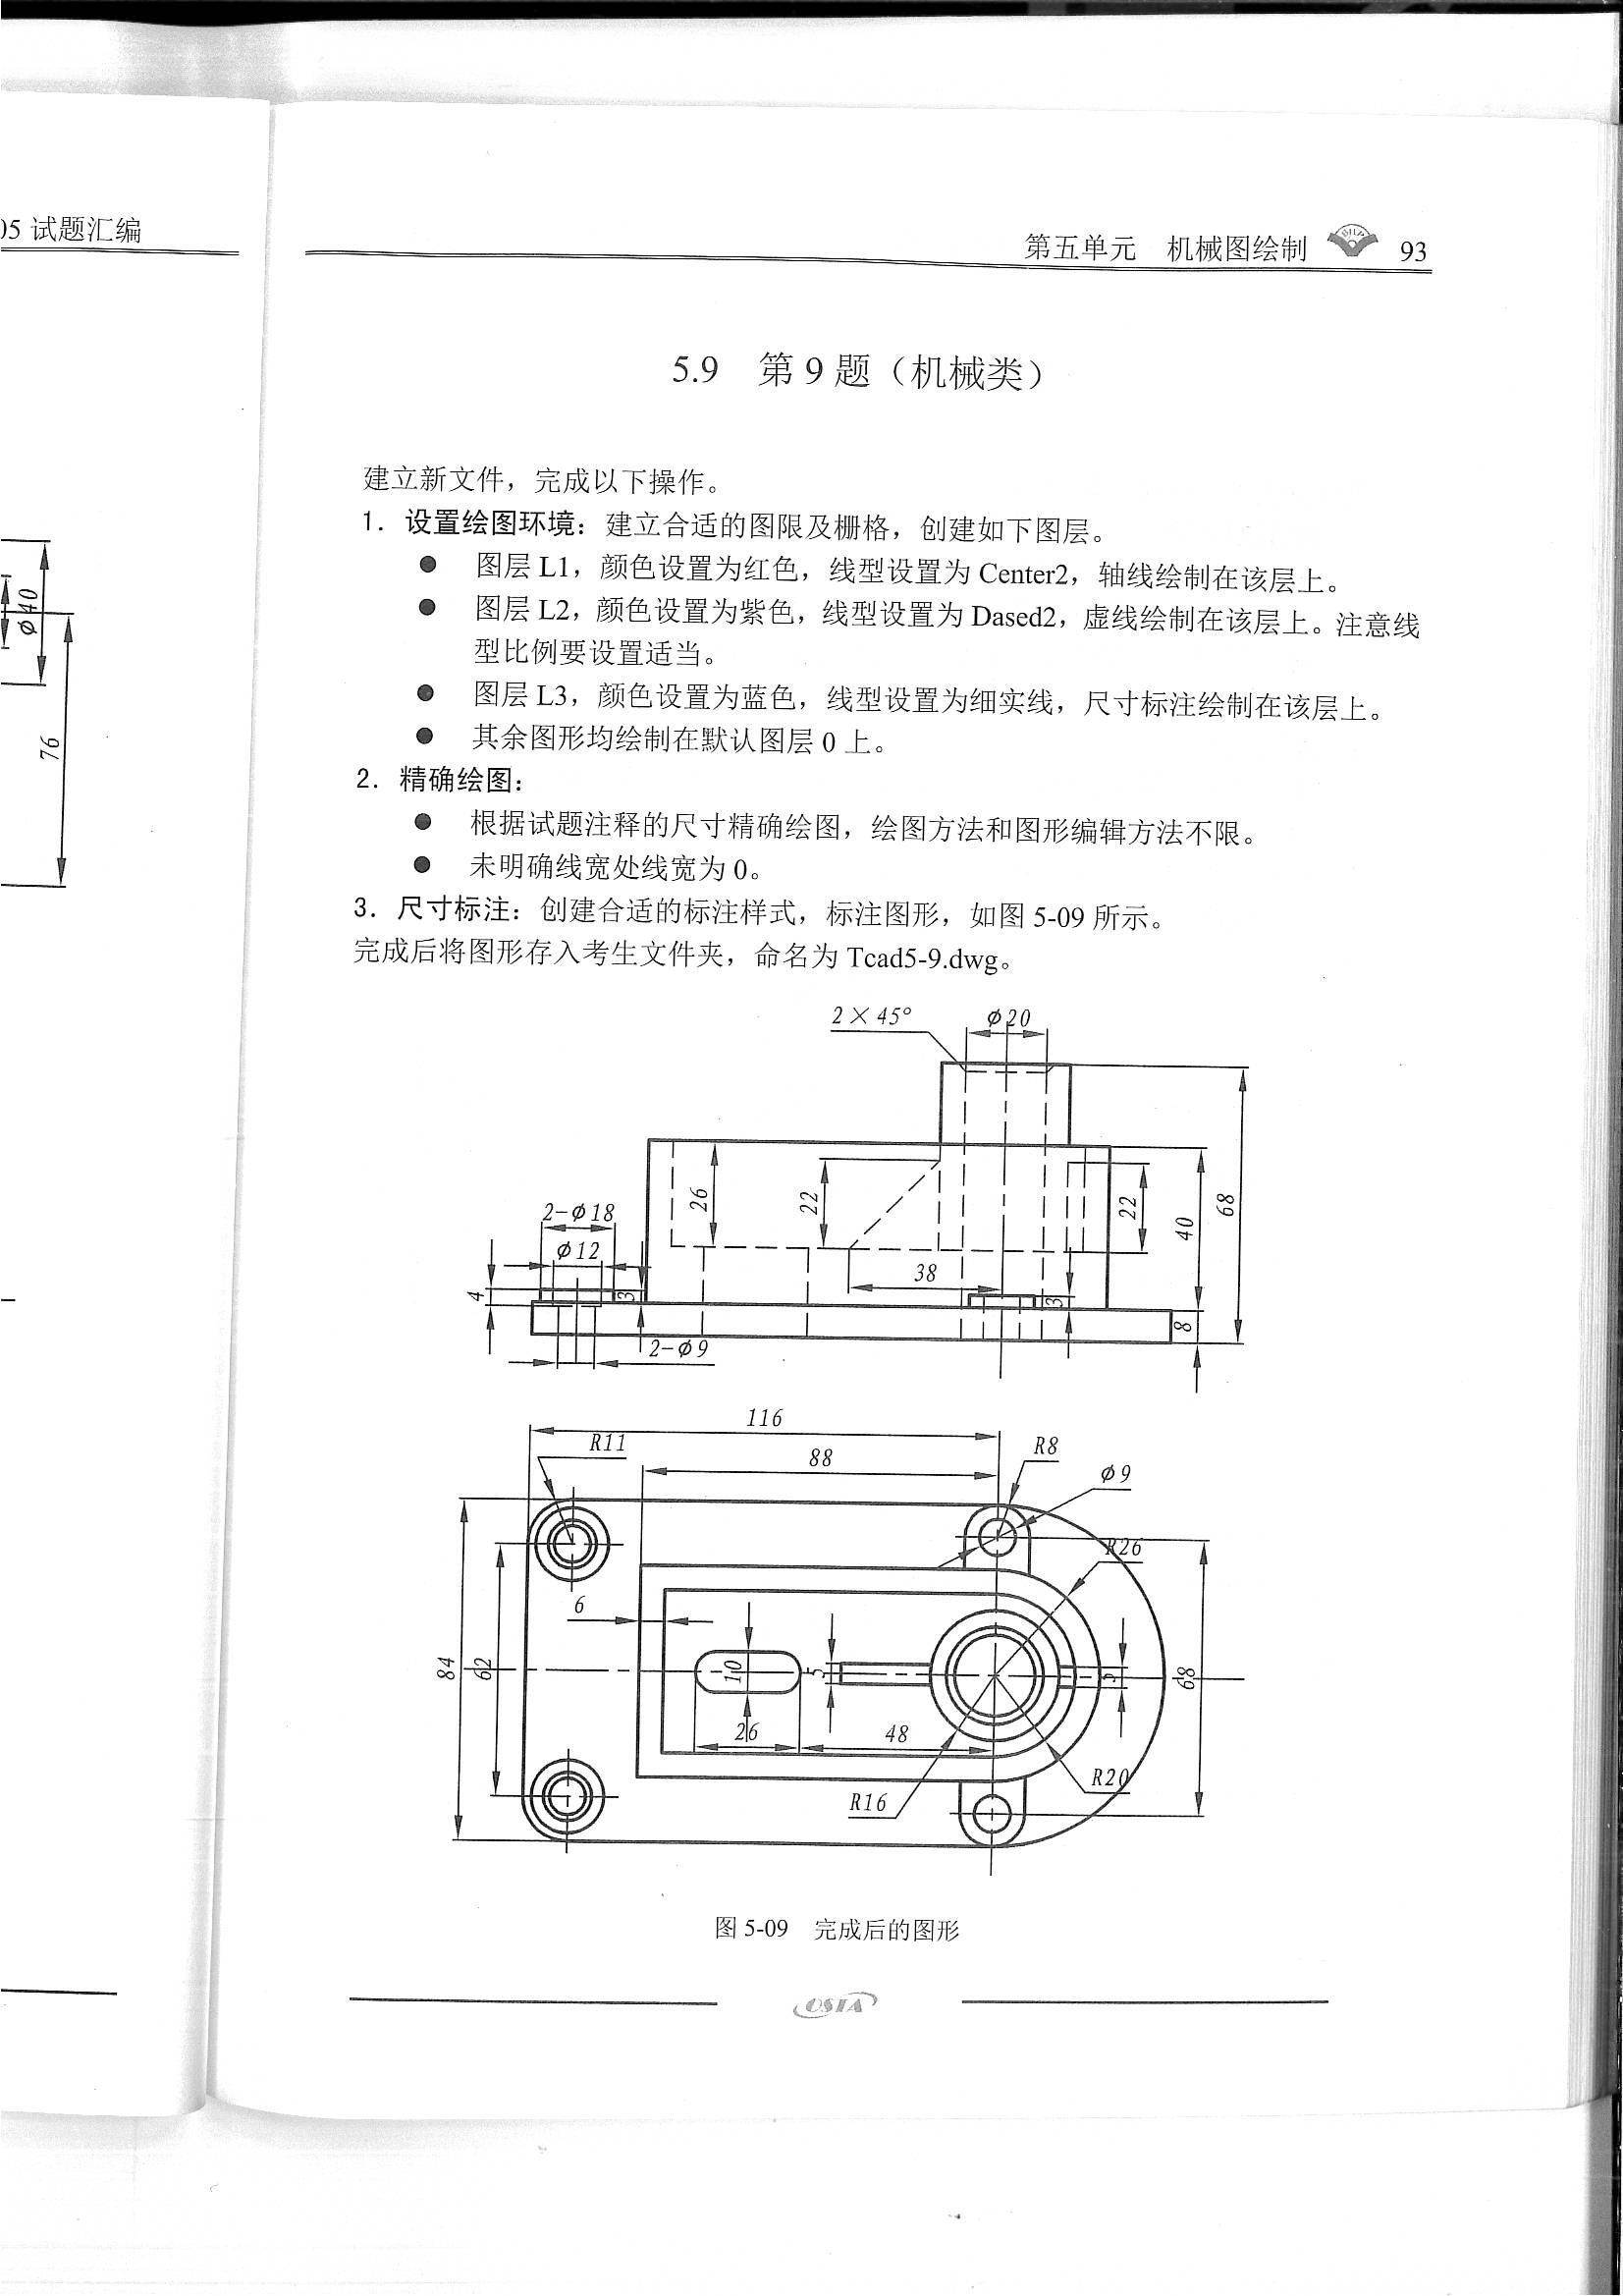 05 试题汇编
第五单元 机械图绘制 93
5.9 第 9 题（机械类）
建立新文件，完成以下操作。
1. 设置绘图环境：建立合适的图限及栅格，创建如下图层。
● 图层 L1，颜色设置为红色，线型设置为 Center2，轴线绘制在该层上。
● 图层 L2，颜色设置为紫色，线型设置为 Dased2，虚线绘制在该层上。注意线
型比例要设置适当。
● 图层 L3，颜色设置为蓝色，线型设置为细实线，尺寸标注绘制在该层上。
● 其余图形均绘制在默认图层 0 上。
2. 精确绘图：
● 根据试题注释的尺寸精确绘图，绘图方法和图形编辑方法不限。
● 未明确线宽处线宽为 0。
3. 尺寸标注：创建合适的标注样式，标注图形，如图 5-09 所示。
完成后将图形存入考生文件夹，命名为 Tcad5-9.dwg。
φ40
76
2×45°
φ20
26
22
22
40
68
2-φ18
φ12
38
4
3
3
8
2-φ9
116
R11
88
R8
φ9
R26
6
84
62
10
5
5
68
26
48
R16
R20
图 5-09 完成后的图形
OSTA